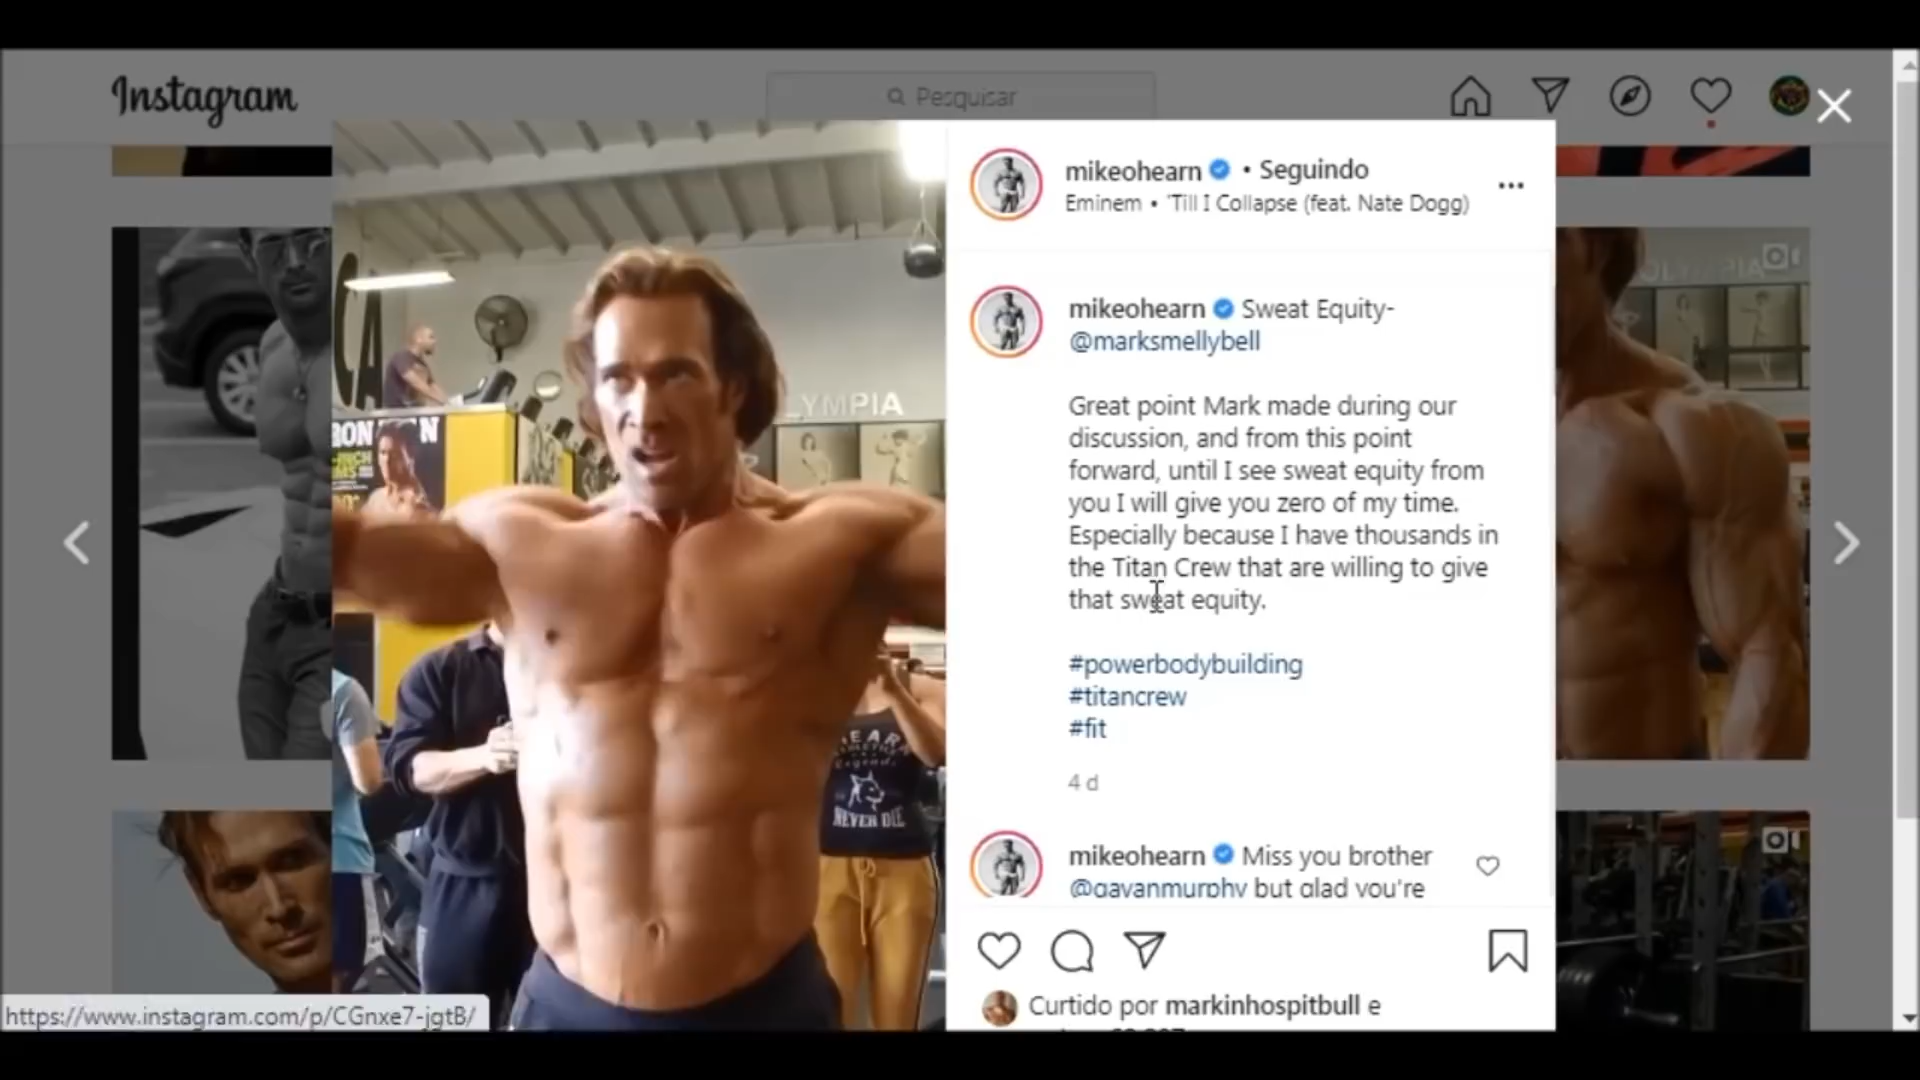 Instagram
Pesquisar
mikeohearn • Seguindo
Eminem • 'Till I Collapse (feat. Nate Dogg)
mikeohearn Sweat Equity-
@marksmellybell
Great point Mark made during our
discussion, and from this point
forward, until I see sweat equity from
you I will give you zero of my time.
Especially because I have thousands in
the Titan Crew that are willing to give
that sweat equity.
#powerbodybuilding
#titancrew
#fit
4 d
mikeohearn Miss you brother
@gavanmurphy but glad you're
Curtido por markinhospitbull e
CA
LYMPIA
OLYMPIA
NEVER DIE
https://www.instagram.com/p/CGnxe7-jgtB/